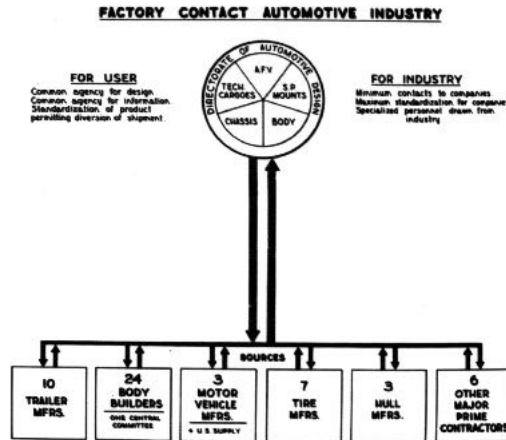 FACTORY CONTACT AUTOMOTIVE INDUSTRY
DIRECTORATE OF AUTOMOTIVE DESIGN
A.F.V.
TECH. CARGOES
S.P. MOUNTS
CHASSIS
BODY
FOR USER
Common agency for design.
Common agency for information.
Standardization of product
permitting diversion of shipment.
FOR INDUSTRY
Minimum contacts to companies
Maximum standardization for companies
Specialized personnel drawn from
industry
SOURCES
10
TRAILER
MFRS.
24
BODY
BUILDERS
ONE CENTRAL
COMMITTEE
3
MOTOR
VEHICLE
MFRS.
+ U.S. SUPPLY
7
TIRE
MFRS.
3
HULL
MFRS.
6
OTHER
MAJOR
PRIME
CONTRACTORS